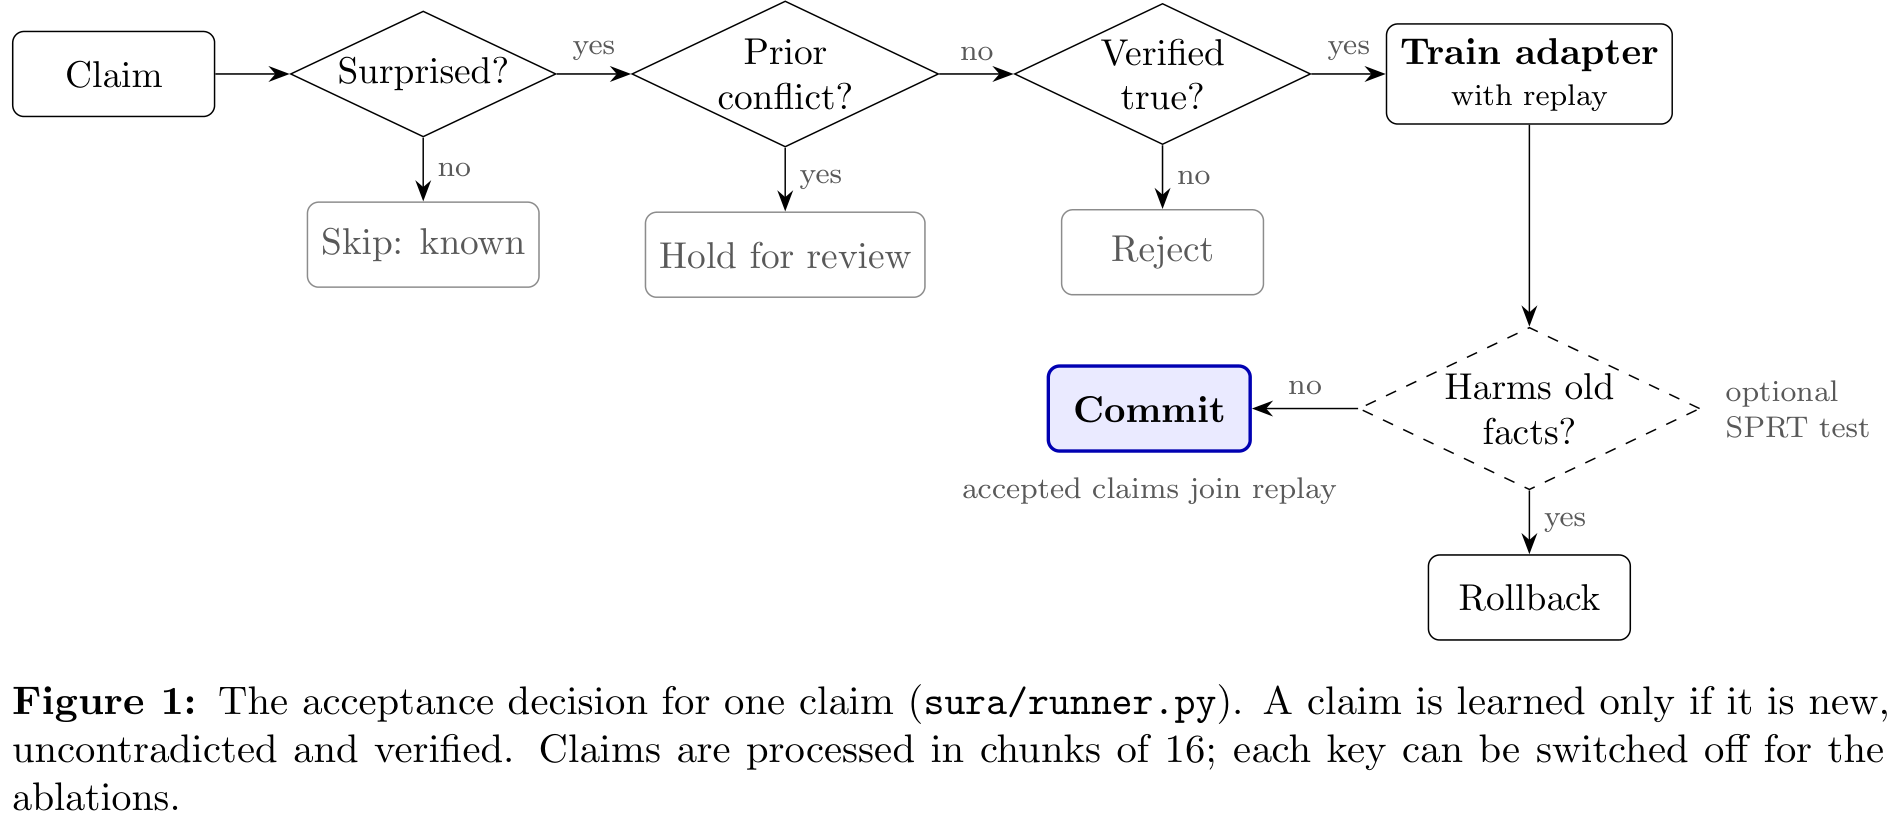 Claim
Surprised?
yes
Prior
conflict?
no
Verified
true?
yes
Train adapter
with replay
no
yes
no
Skip: known
Hold for review
Reject
Harms old
facts?
optional
SPRT test
no
Commit
accepted claims join replay
yes
Rollback
Figure 1: The acceptance decision for one claim (sura/runner.py). A claim is learned only if it is new,
uncontradicted and verified. Claims are processed in chunks of 16; each key can be switched off for the
ablations.